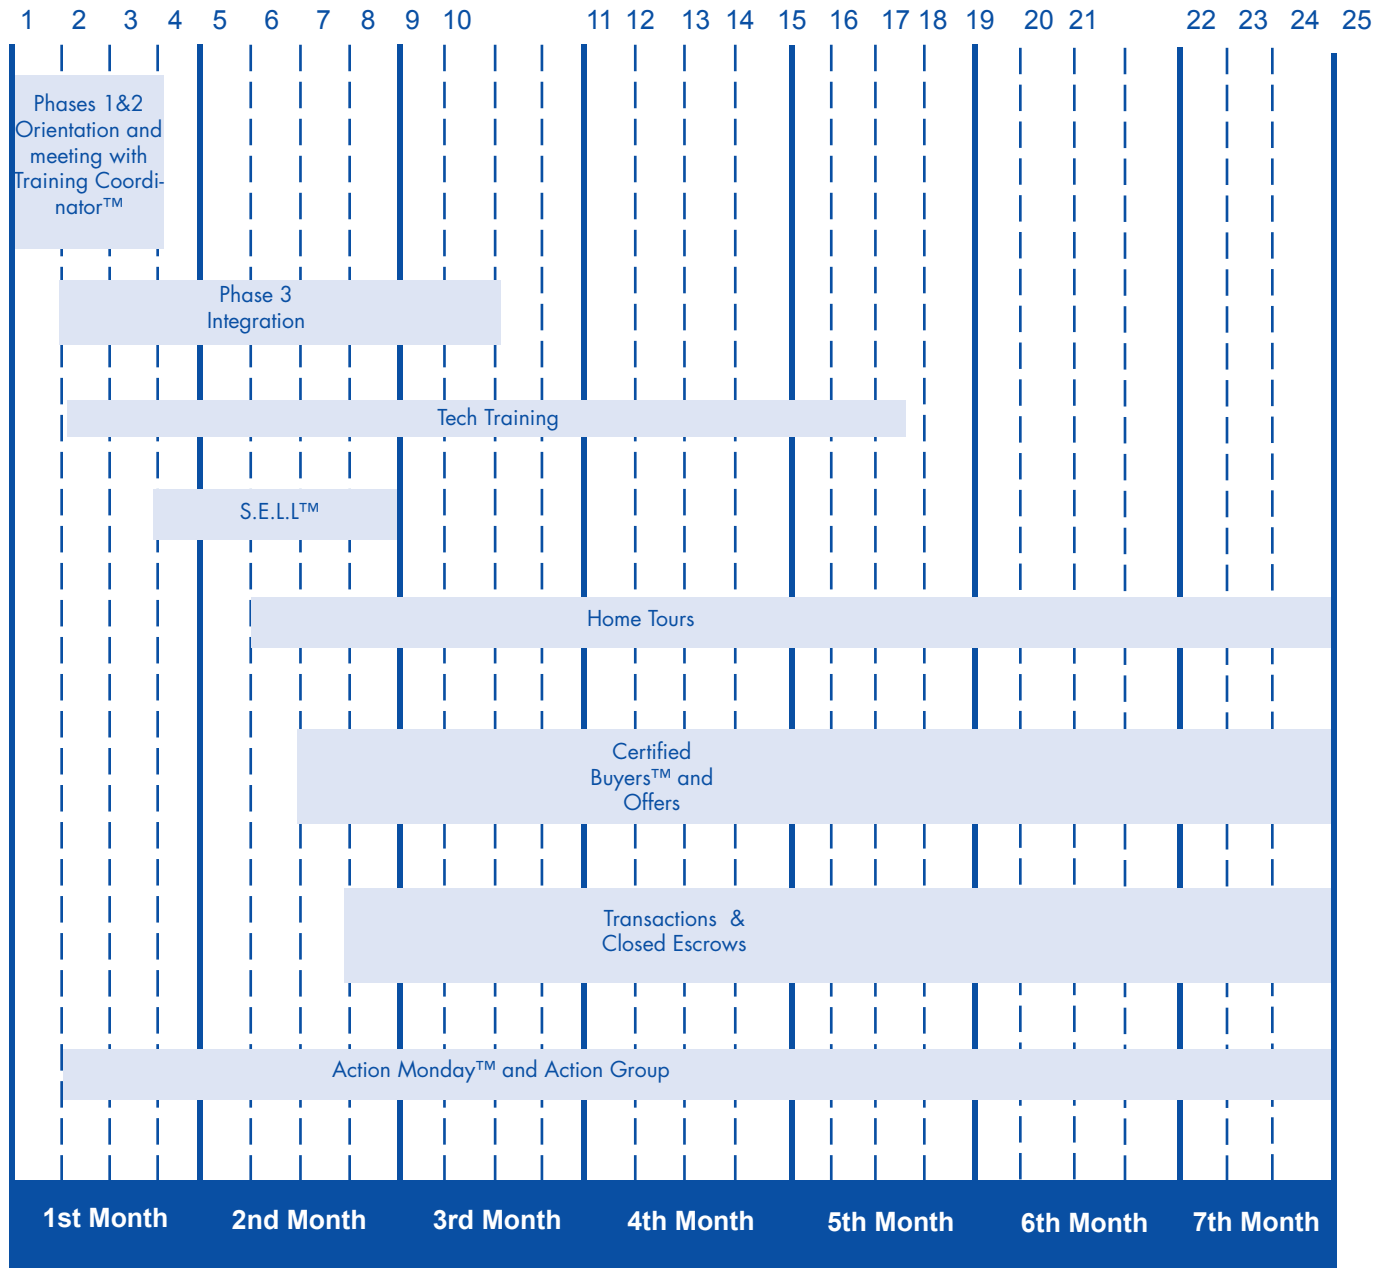 1 2 3 4 5 6 7 8 9 10 11 12 13 14 15 16 17 18 19 20 21 22 23 24 25
Phases 1&2
Orientation and
meeting with
Training Coordi-
nator™
Phase 3
Integration
Tech Training
S.E.L.L™
Home Tours
Certified
Buyers™ and
Offers
Transactions &
Closed Escrows
Action Monday™ and Action Group
1st Month 2nd Month 3rd Month 4th Month 5th Month 6th Month 7th Month